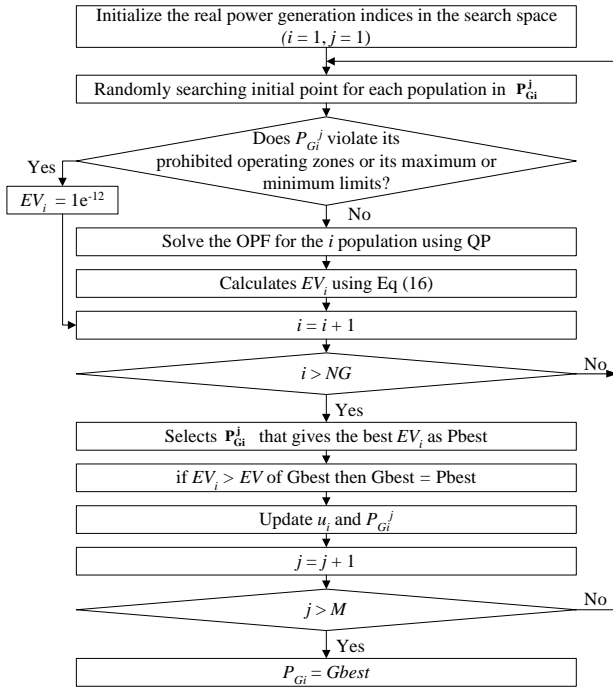 Initialize the real power generation indices in the search space
(i = 1, j = 1)
Randomly searching initial point for each population in P_Gi^j
Does P_Gi^j violate its
prohibited operating zones or its maximum or
minimum limits?
Yes
EV_i = 1e^-12
No
Solve the OPF for the i population using QP
Calculates EV_i using Eq (16)
i = i + 1
i > NG
No
Yes
Selects P_Gi^j that gives the best EV_i as Pbest
if EV_i > EV of Gbest then Gbest = Pbest
Update u_i and P_Gi^j
j = j + 1
j > M
No
Yes
P_Gi = Gbest